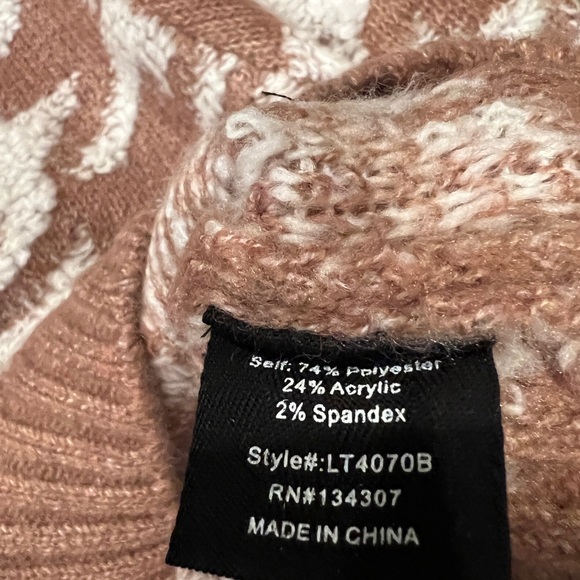 Self: 74% Polyester
24% Acrylic
2% Spandex
Style#:LT4070B
RN#134307
MADE IN CHINA